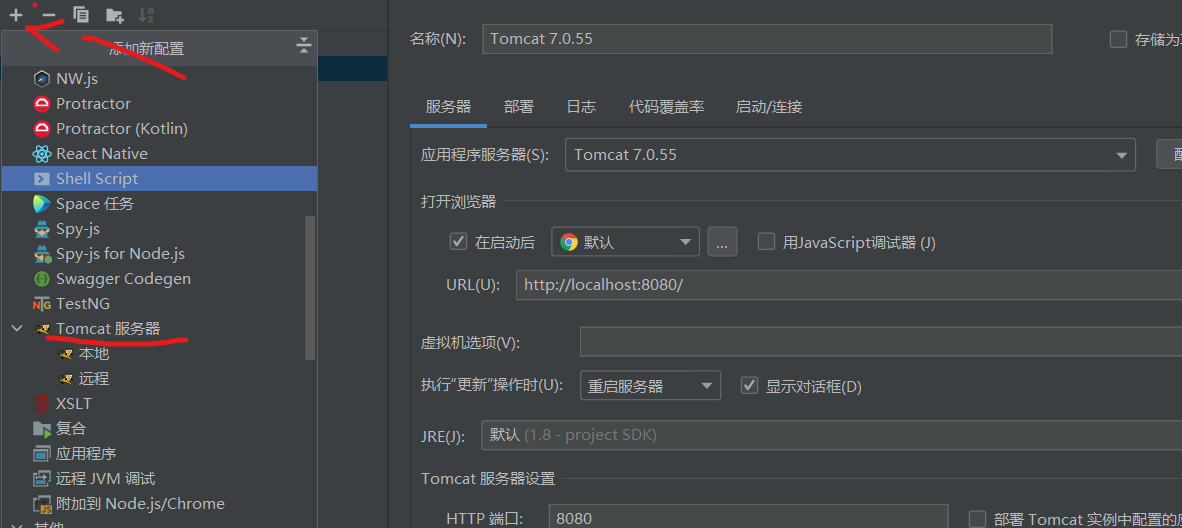 添加新配置
NW.js
Protractor
Protractor (Kotlin)
React Native
Shell Script
Space 任务
Spy-js
Spy-js for Node.js
Swagger Codegen
TestNG
Tomcat 服务器
本地
远程
XSLT
复合
应用程序
远程 JVM 调试
附加到 Node.js/Chrome
其他
名称(N): Tomcat 7.0.55
存储为
服务器 部署 日志 代码覆盖率 启动/连接
应用程序服务器(S): Tomcat 7.0.55
打开浏览器
在启动后 默认 ... 用JavaScript调试器 (J)
URL(U): http://localhost:8080/
虚拟机选项(V):
执行"更新"操作时(U): 重启服务器 显示对话框(D)
JRE(J): 默认 (1.8 - project SDK)
Tomcat 服务器设置
HTTP 端口: 8080 部署 Tomcat 实例中配置的